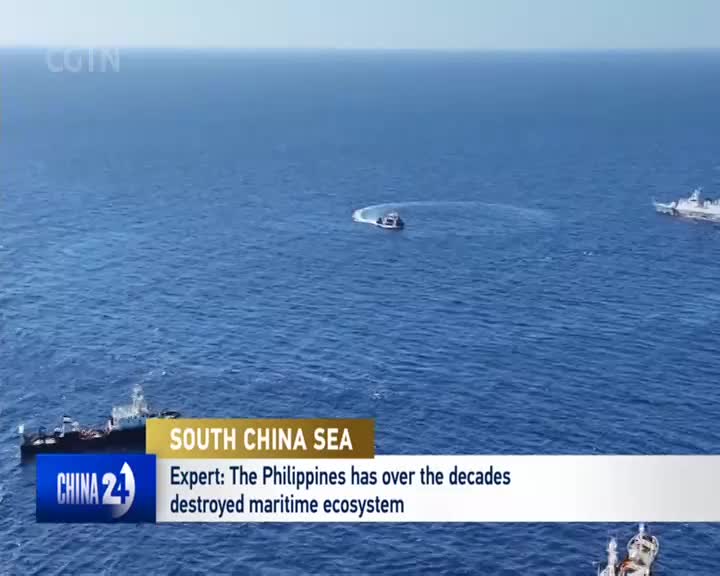 CGTN
SOUTH CHINA SEA
CHINA 24
Expert: The Philippines has over the decades
destroyed maritime ecosystem